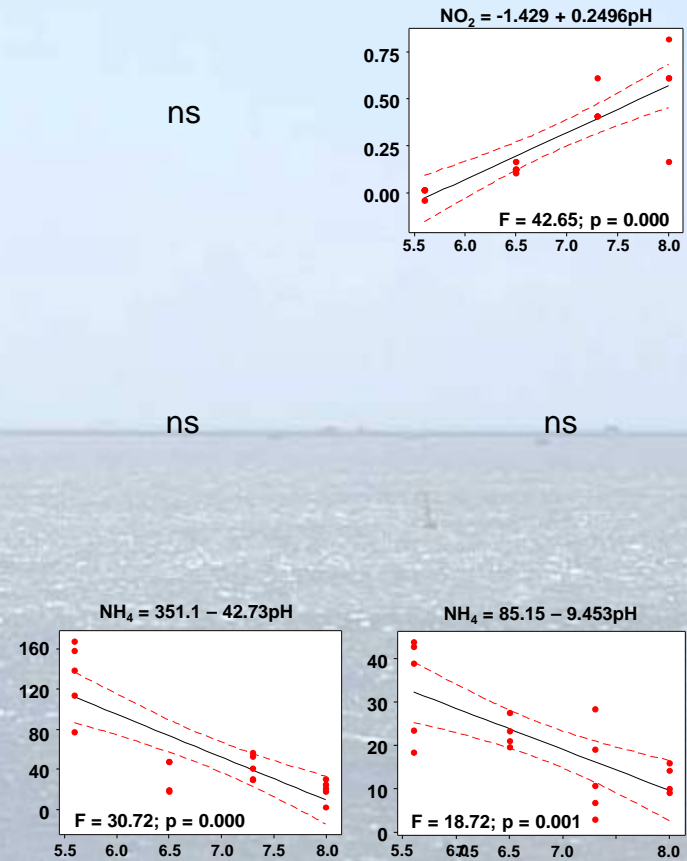 NO₂ = -1.429 + 0.2496pH
0.75
0.50
0.25
0.00
F = 42.65; p = 0.000
5.5 6.0 6.5 7.0 7.5 8.0
ns
ns ns
NH₄ = 351.1 – 42.73pH
160
120
80
40
0
F = 30.72; p = 0.000
5.5 6.0 6.5 7.0 7.5 8.0
NH₄ = 85.15 – 9.453pH
40
30
20
10
0
F = 18.72; p = 0.001
5.5 6.0 6.5 7.0 7.5 8.0